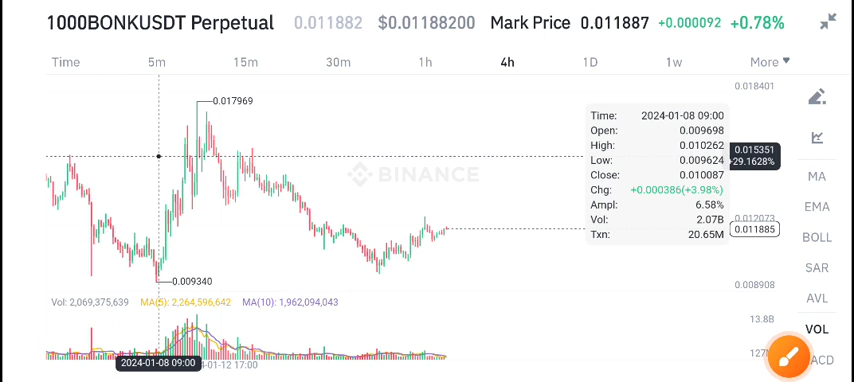 1000BONKUSDT Perpetual 0.011882 $0.01188200 Mark Price 0.011887 +0.000092 +0.78%
Time 5m 15m 30m 1h 4h 1D 1w More
0.018401
0.017969
Time: 2024-01-08 09:00
Open: 0.009698
High: 0.010262
Low: 0.009624
Close: 0.010087
Chg: +0.000386(+3.98%)
Ampl: 6.58%
Vol: 2.07B
Txn: 20.65M
0.015351
+29.1628%
BINANCE
0.012073
0.011885
0.009340
0.008908
MA
EMA
BOLL
SAR
AVL
VOL
Vol: 2,069,375,639 MA(5): 2,264,596,642 MA(10): 1,962,094,043
13.8B
2024-01-08 09:00